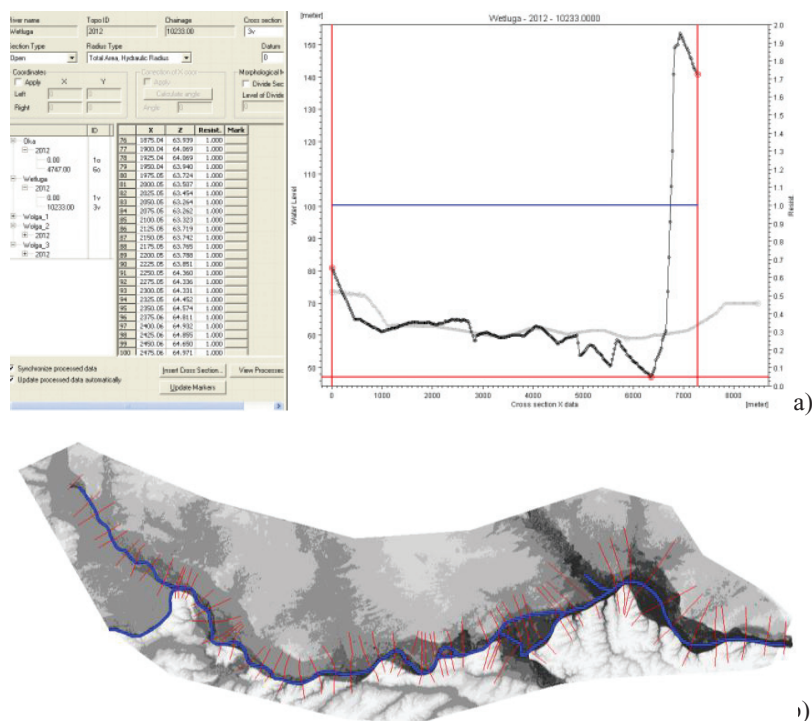 River name Topo ID Chainage Cross section
Wetluga 2012 10233.00 3v
Section Type Radius Type Datum
Open Total Area, Hydraulic Radius 0
Coordinates Correction of X-coor Morphological M
Apply X Y Apply Divide Sec
Left 0 0 Calculate angle Level of Divide
Right 0 0 Angle 0
ID X Z Resist. Mark
Oka
2012
0.00 1o
4747.00 6o
Wetluga
2012
0.00 1v
10233.00 3v
Wolga_1
Wolga_2
2012
Wolga_3
2012
76 1875.04 63.939 1.000
77 1900.04 64.069 1.000
78 1925.04 64.069 1.000
79 1950.04 63.940 1.000
80 1975.05 63.724 1.000
81 2000.05 63.587 1.000
82 2025.05 63.454 1.000
83 2050.05 63.264 1.000
84 2075.05 63.262 1.000
85 2100.05 63.323 1.000
86 2125.05 63.719 1.000
87 2150.05 63.742 1.000
88 2175.05 63.765 1.000
89 2200.05 63.788 1.000
90 2225.05 63.851 1.000
91 2250.05 64.360 1.000
92 2275.05 64.336 1.000
93 2300.05 64.331 1.000
94 2325.05 64.452 1.000
95 2350.05 64.574 1.000
96 2375.06 64.811 1.000
97 2400.06 64.932 1.000
98 2425.06 64.895 1.000
99 2450.06 64.650 1.000
100 2475.06 64.971 1.000
Synchronize processed data
Update processed data automatically
Insert Cross Section... View Processed
Update Markers
[meter] Wetluga - 2012 - 10233.0000
150
140
130
120
110
100
90
80
70
60
50
Water Level
2.0
1.9
1.8
1.7
1.6
1.5
1.4
1.3
1.2
1.1
1.0
0.9
0.8
0.7
0.6
0.5
0.4
0.3
0.2
0.1
0.0
Resist.
0 1000 2000 3000 4000 5000 6000 7000 8000
Cross section X data [meter]
a)
b)